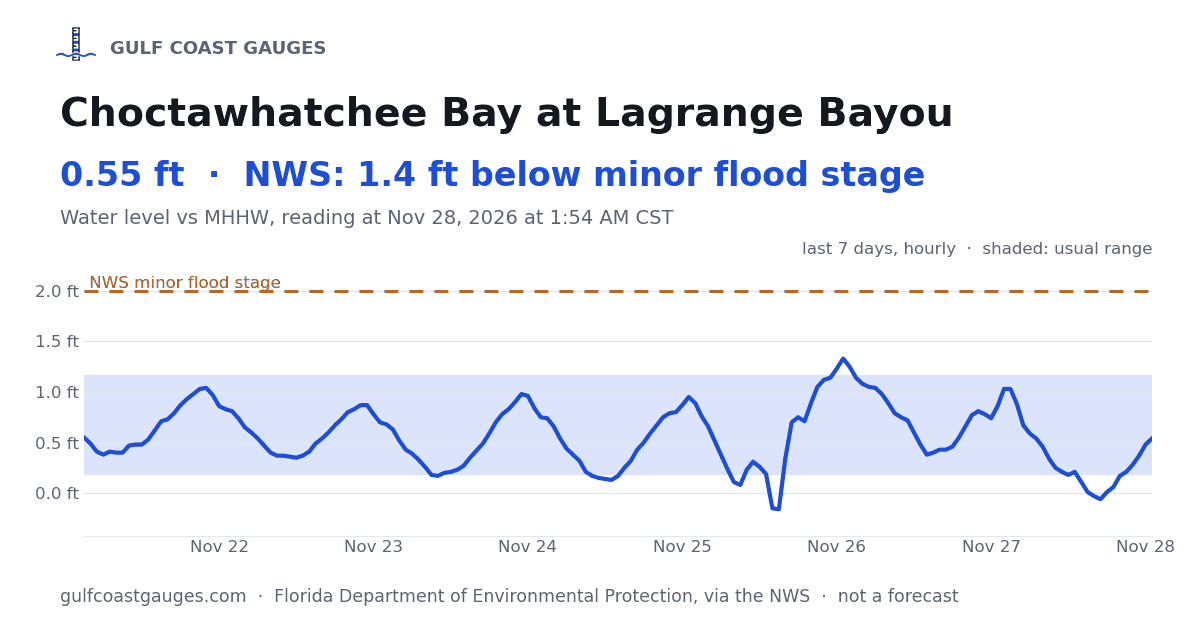 GULF COAST GAUGES
Choctawhatchee Bay at Lagrange Bayou
0.55 ft · NWS: 1.4 ft below minor flood stage
Water level vs MHHW, reading at Nov 28, 2026 at 1:54 AM CST
last 7 days, hourly · shaded: usual range
NWS minor flood stage
2.0 ft
1.5 ft
1.0 ft
0.5 ft
0.0 ft
Nov 22 Nov 23 Nov 24 Nov 25 Nov 26 Nov 27 Nov 28
gulfcoastgauges.com · Florida Department of Environmental Protection, via the NWS · not a forecast